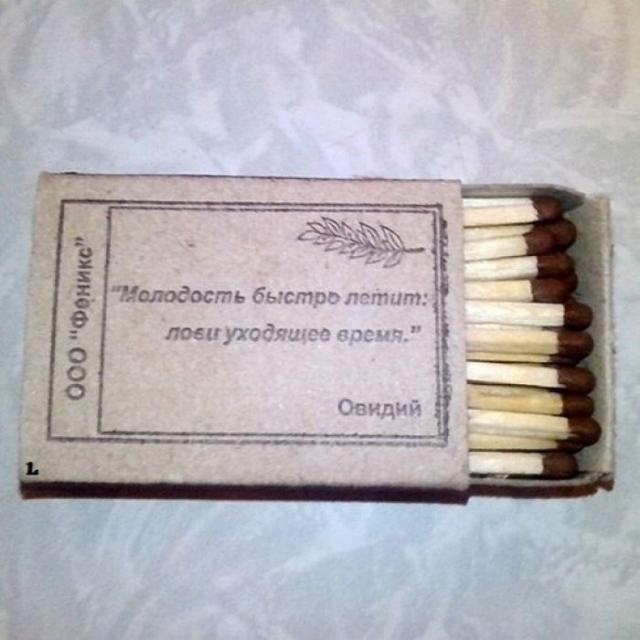 ООО "Феникс"
"Молодость быстро летит:
лови уходящее время."
Овидий
L